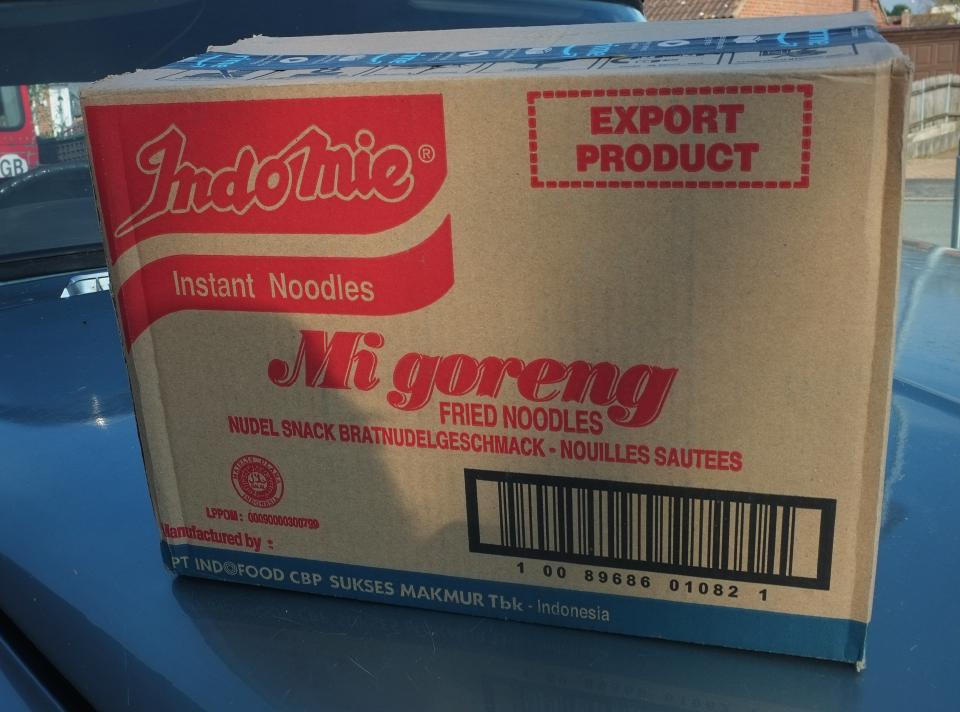 GB
Indomie®
Instant Noodles
EXPORT
PRODUCT
Mi goreng
FRIED NOODLES
NUDEL SNACK BRATNUDELGESCHMACK - NOUILLES SAUTEES
LPPOM : 00090000300799
Manufactured by :
PT INDOFOOD CBP SUKSES MAKMUR Tbk - Indonesia
1 00 89686 01082 1